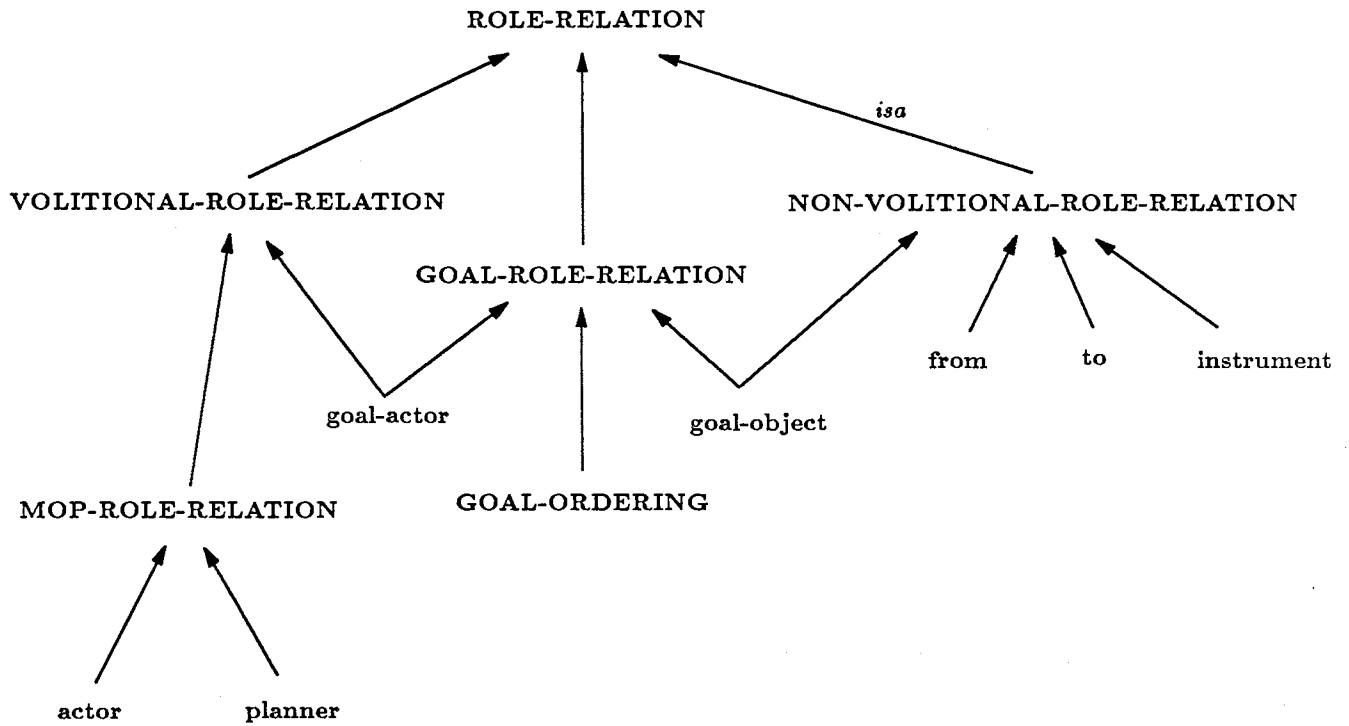 ROLE-RELATION
isa
VOLITIONAL-ROLE-RELATION
NON-VOLITIONAL-ROLE-RELATION
GOAL-ROLE-RELATION
from
to
instrument
goal-actor
goal-object
MOP-ROLE-RELATION
GOAL-ORDERING
actor
planner